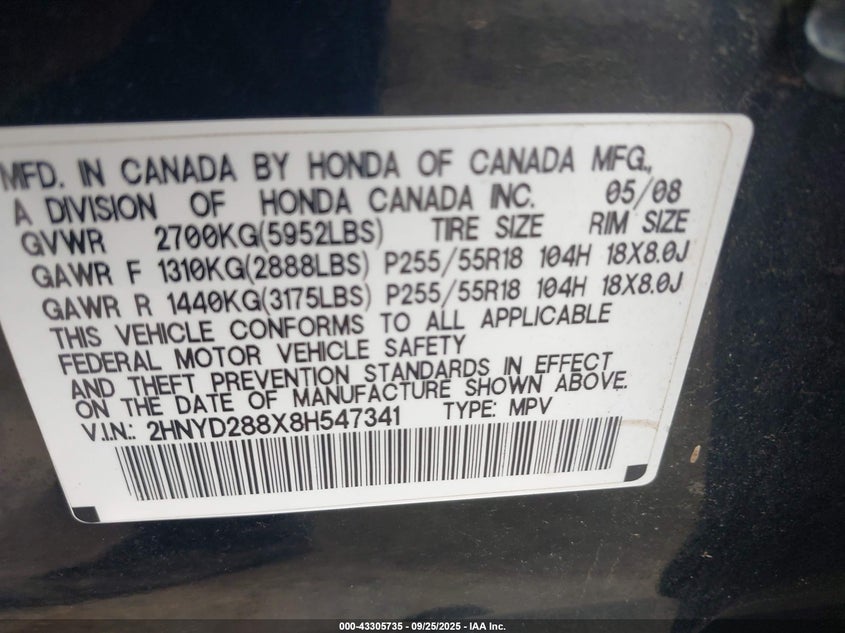 MFD. IN CANADA BY HONDA OF CANADA MFG.,
A DIVISION OF HONDA CANADA INC. 05/08
GVWR 2700KG(5952LBS) TIRE SIZE RIM SIZE
GAWR F 1310KG(2888LBS) P255/55R18 104H 18X8.0J
GAWR R 1440KG(3175LBS) P255/55R18 104H 18X8.0J
THIS VEHICLE CONFORMS TO ALL APPLICABLE
FEDERAL MOTOR VEHICLE SAFETY
AND THEFT PREVENTION STANDARDS IN EFFECT
ON THE DATE OF MANUFACTURE SHOWN ABOVE.
V.I.N.: 2HNYD288X8H547341 TYPE: MPV
000-43305735 - 09/25/2025 - IAA Inc.